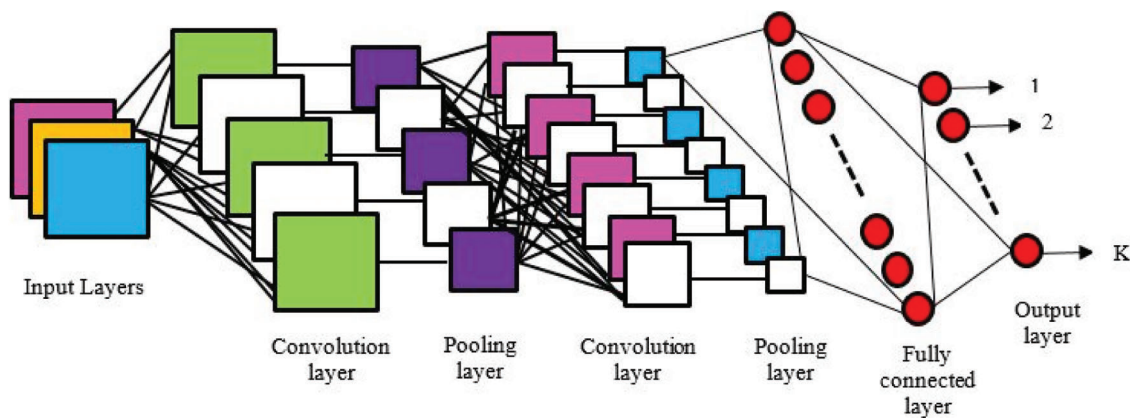 1
2
K
Input Layers
Convolution
layer
Pooling
layer
Convolution
layer
Pooling
layer
Fully
connected
layer
Output
layer